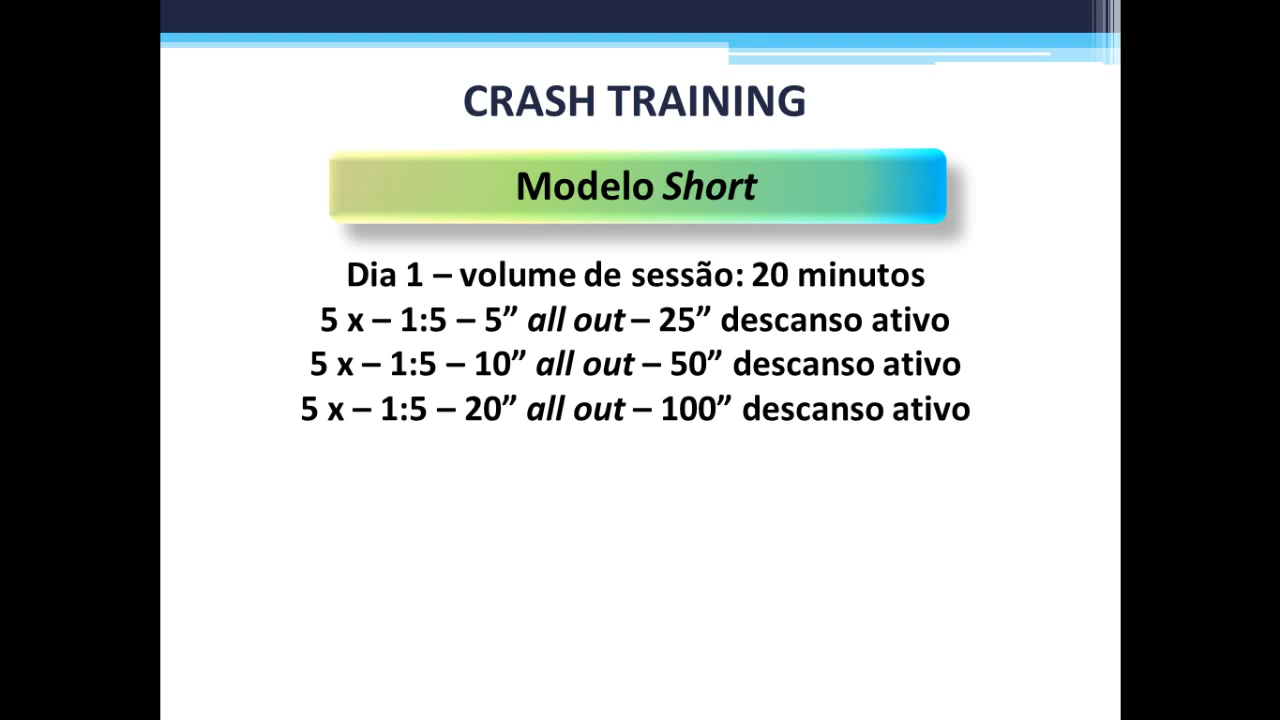 CRASH TRAINING
Modelo Short
Dia 1 – volume de sessão: 20 minutos
5 x – 1:5 – 5” all out – 25” descanso ativo
5 x – 1:5 – 10” all out – 50” descanso ativo
5 x – 1:5 – 20” all out – 100” descanso ativo